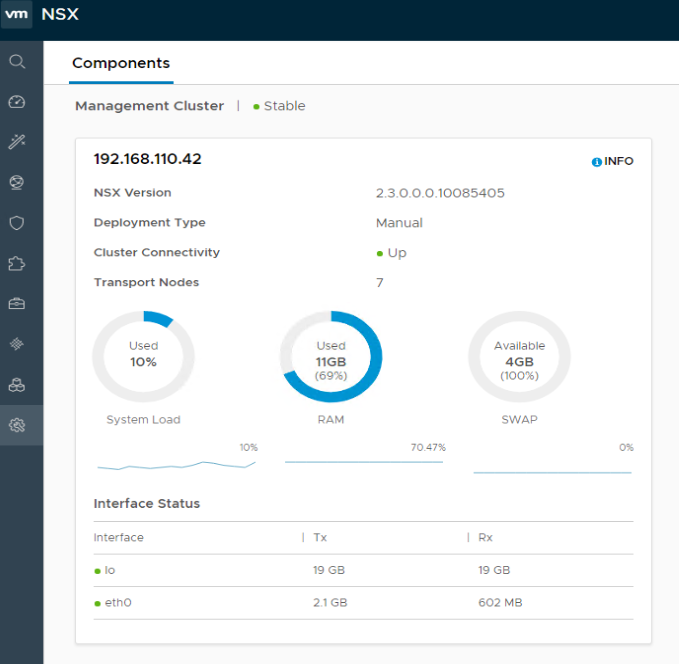 vm NSX
Components
Management Cluster | Stable
192.168.110.42 INFO
NSX Version 2.3.0.0.0.10085405
Deployment Type Manual
Cluster Connectivity Up
Transport Nodes 7
Used Used Available
10% 11GB 4GB
(69%) (100%)
System Load RAM SWAP
10% 70.47% 0%
Interface Status
Interface | Tx | Rx
lo 19 GB 19 GB
eth0 2.1 GB 602 MB